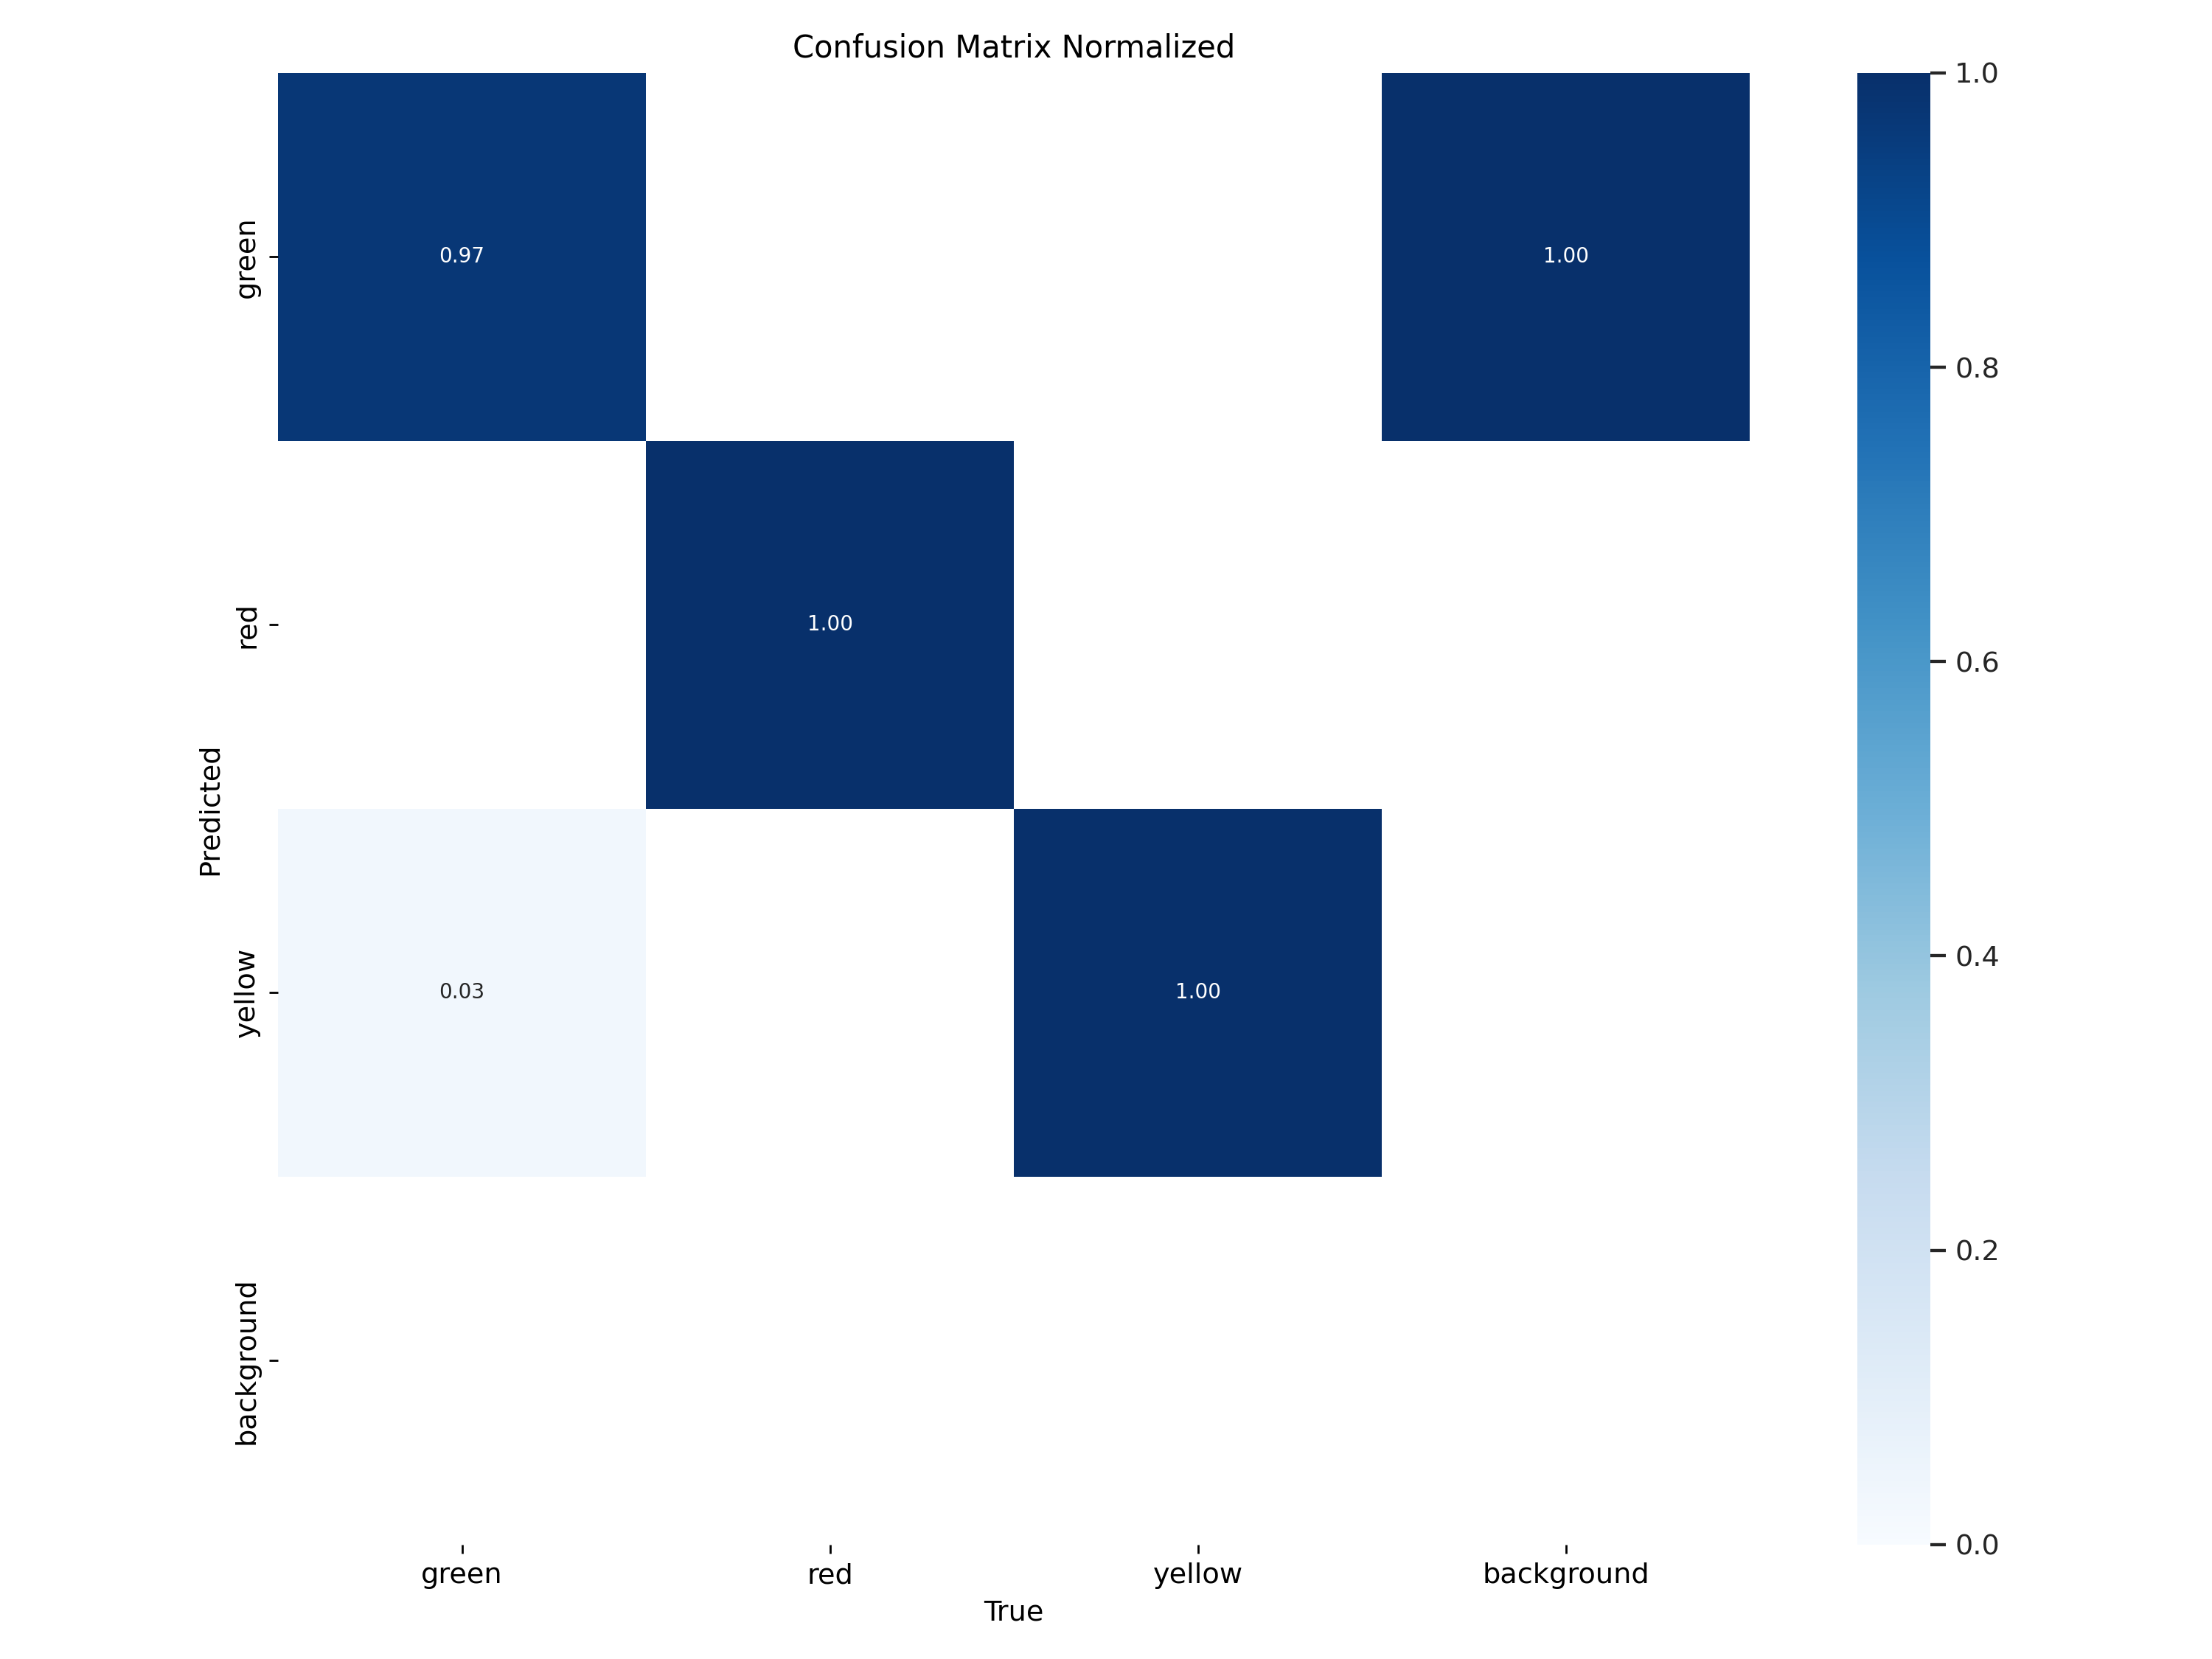 Confusion Matrix Normalized
green
0.97
1.00
red
1.00
yellow
0.03
1.00
background
Predicted
green
red
yellow
background
True
1.0
0.8
0.6
0.4
0.2
0.0